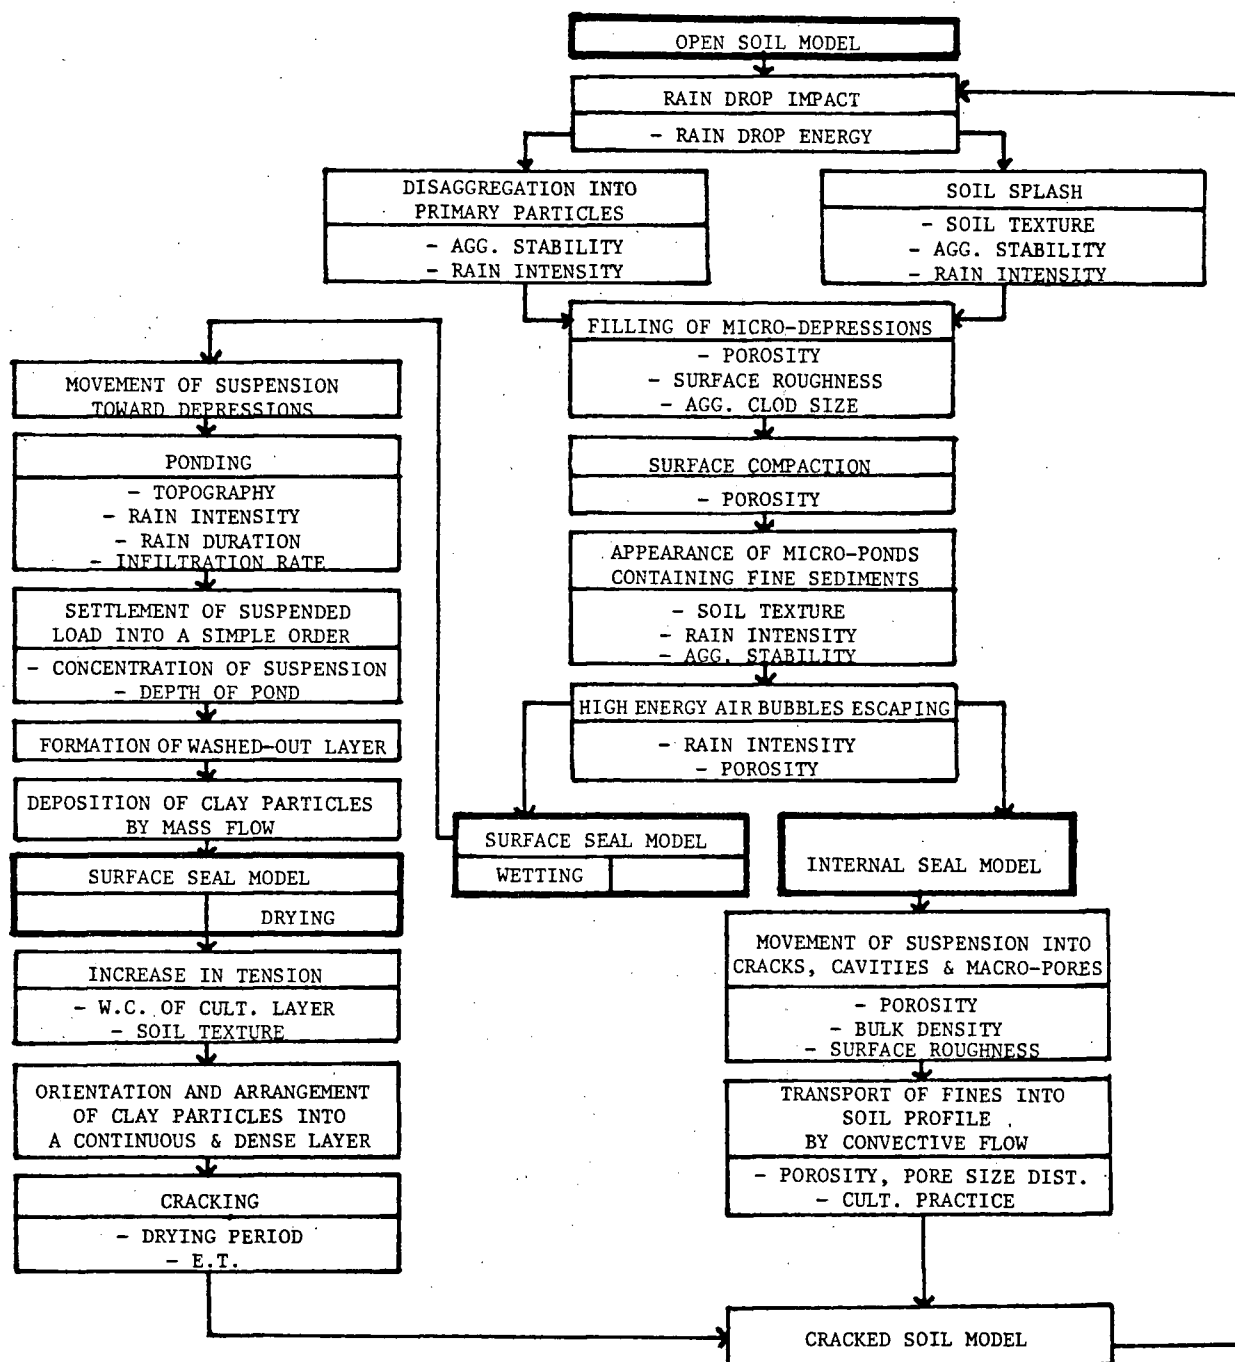 OPEN SOIL MODEL
RAIN DROP IMPACT
- RAIN DROP ENERGY
DISAGGREGATION INTO
PRIMARY PARTICLES
- AGG. STABILITY
- RAIN INTENSITY
SOIL SPLASH
- SOIL TEXTURE
- AGG. STABILITY
- RAIN INTENSITY
FILLING OF MICRO-DEPRESSIONS
- POROSITY
- SURFACE ROUGHNESS
- AGG. CLOD SIZE
SURFACE COMPACTION
- POROSITY
APPEARANCE OF MICRO-PONDS
CONTAINING FINE SEDIMENTS
- SOIL TEXTURE
- RAIN INTENSITY
- AGG. STABILITY
HIGH ENERGY AIR BUBBLES ESCAPING
- RAIN INTENSITY
- POROSITY
SURFACE SEAL MODEL
WETTING
MOVEMENT OF SUSPENSION
TOWARD DEPRESSIONS
PONDING
- TOPOGRAPHY
- RAIN INTENSITY
- RAIN DURATION
- INFILTRATION RATE
SETTLEMENT OF SUSPENDED
LOAD INTO A SIMPLE ORDER
- CONCENTRATION OF SUSPENSION
- DEPTH OF POND
FORMATION OF WASHED-OUT LAYER
DEPOSITION OF CLAY PARTICLES
BY MASS FLOW
SURFACE SEAL MODEL
DRYING
INCREASE IN TENSION
- W.C. OF CULT. LAYER
- SOIL TEXTURE
ORIENTATION AND ARRANGEMENT
OF CLAY PARTICLES INTO
A CONTINUOUS & DENSE LAYER
CRACKING
- DRYING PERIOD
- E.T.
INTERNAL SEAL MODEL
MOVEMENT OF SUSPENSION INTO
CRACKS, CAVITIES & MACRO-PORES
- POROSITY
- BULK DENSITY
- SURFACE ROUGHNESS
TRANSPORT OF FINES INTO
SOIL PROFILE
BY CONVECTIVE FLOW
- POROSITY, PORE SIZE DIST.
- CULT. PRACTICE
CRACKED SOIL MODEL